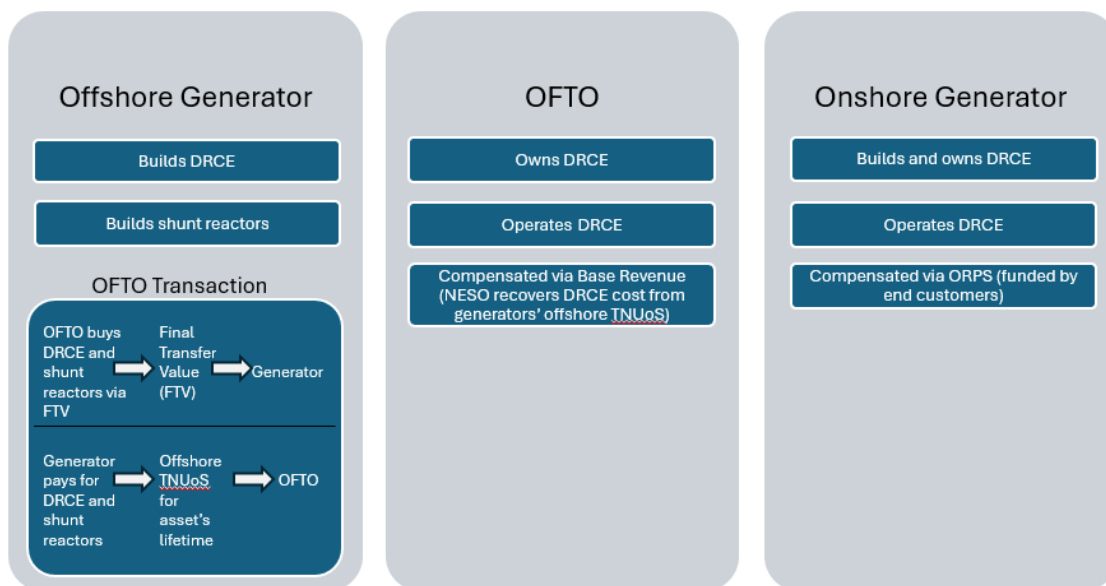 Offshore Generator
Builds DRCE
Builds shunt reactors
OFTO Transaction
OFTO buys
DRCE and
shunt
reactors via
FTV
Final
Transfer
Value
(FTV)
Generator
Generator
pays for
DRCE and
shunt
reactors
Offshore
TNUoS
for
asset's
lifetime
OFTO
OFTO
Owns DRCE
Operates DRCE
Compensated via Base Revenue
(NESO recovers DRCE cost from
generators' offshore TNUoS)
Onshore Generator
Builds and owns DRCE
Operates DRCE
Compensated via ORPS (funded by
end customers)